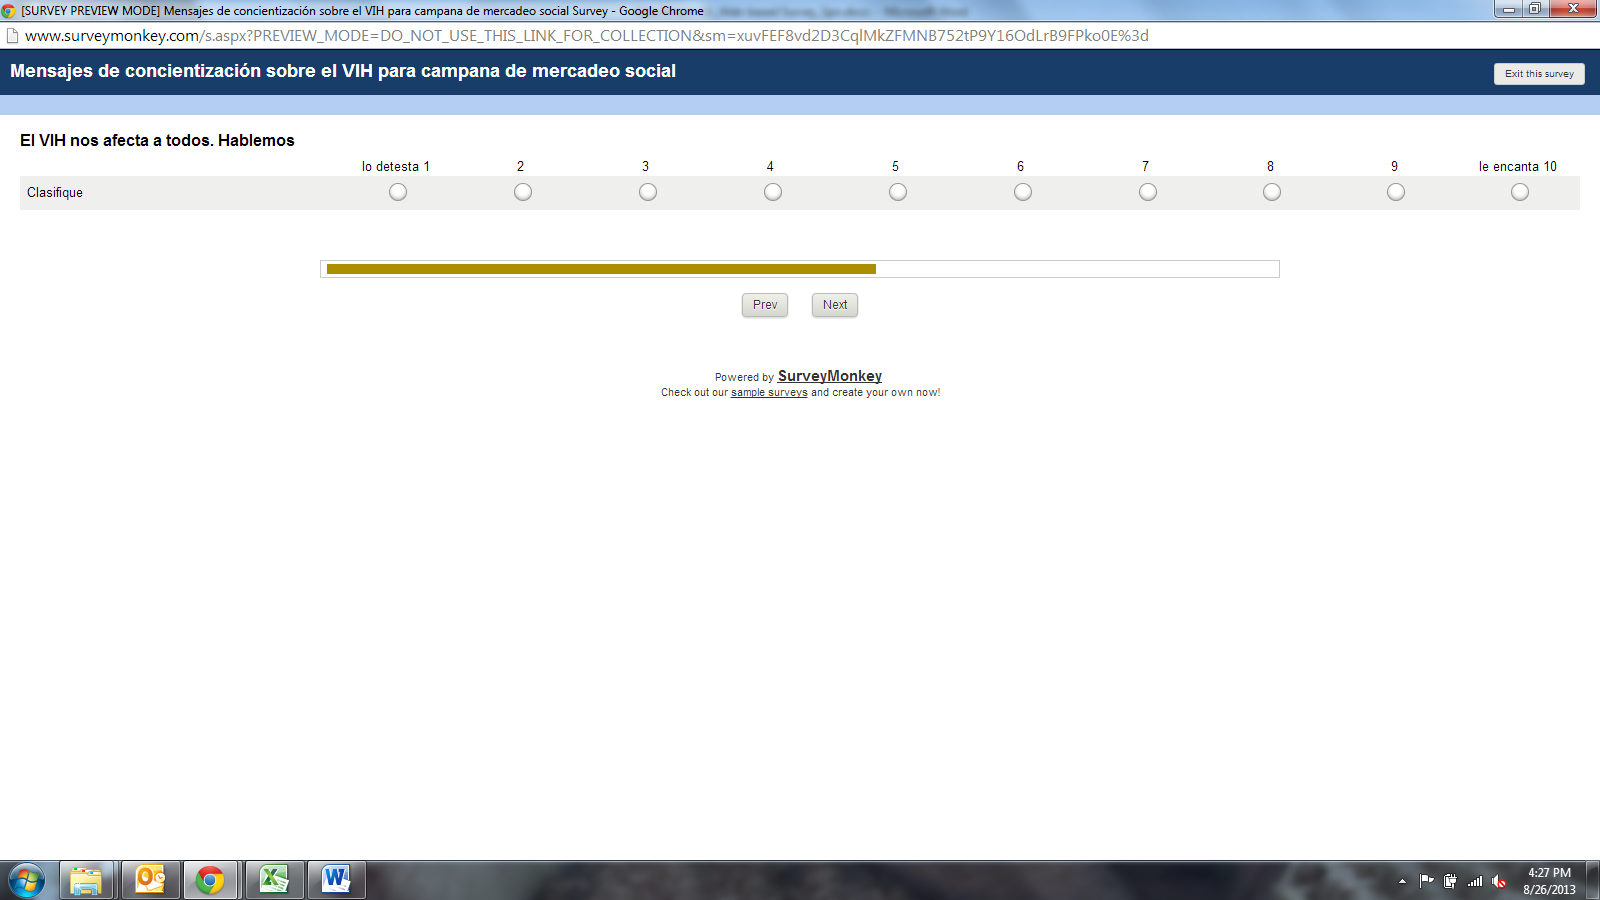 [SURVEY PREVIEW MODE] Mensajes de concientización sobre el VIH para campana de mercadeo social Survey - Google Chrome
www.surveymonkey.com/s.aspx?PREVIEW_MODE=DO_NOT_USE_THIS_LINK_FOR_COLLECTION&sm=xuvFEF8vd2D3CqlMkZFMNB752tP9Y16OdLrB9FPko0E%3d
Mensajes de concientización sobre el VIH para campana de mercadeo social
Exit this survey
El VIH nos afecta a todos. Hablemos
lo detesta 1 2 3 4 5 6 7 8 9 le encanta 10
Clasifique
Prev Next
Powered by SurveyMonkey
Check out our sample surveys and create your own now!
4:27 PM
8/26/2013